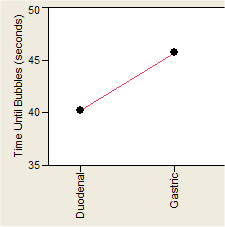 Time Until Bubbles (seconds)
50
45
40
35
Duodenal
Gastric